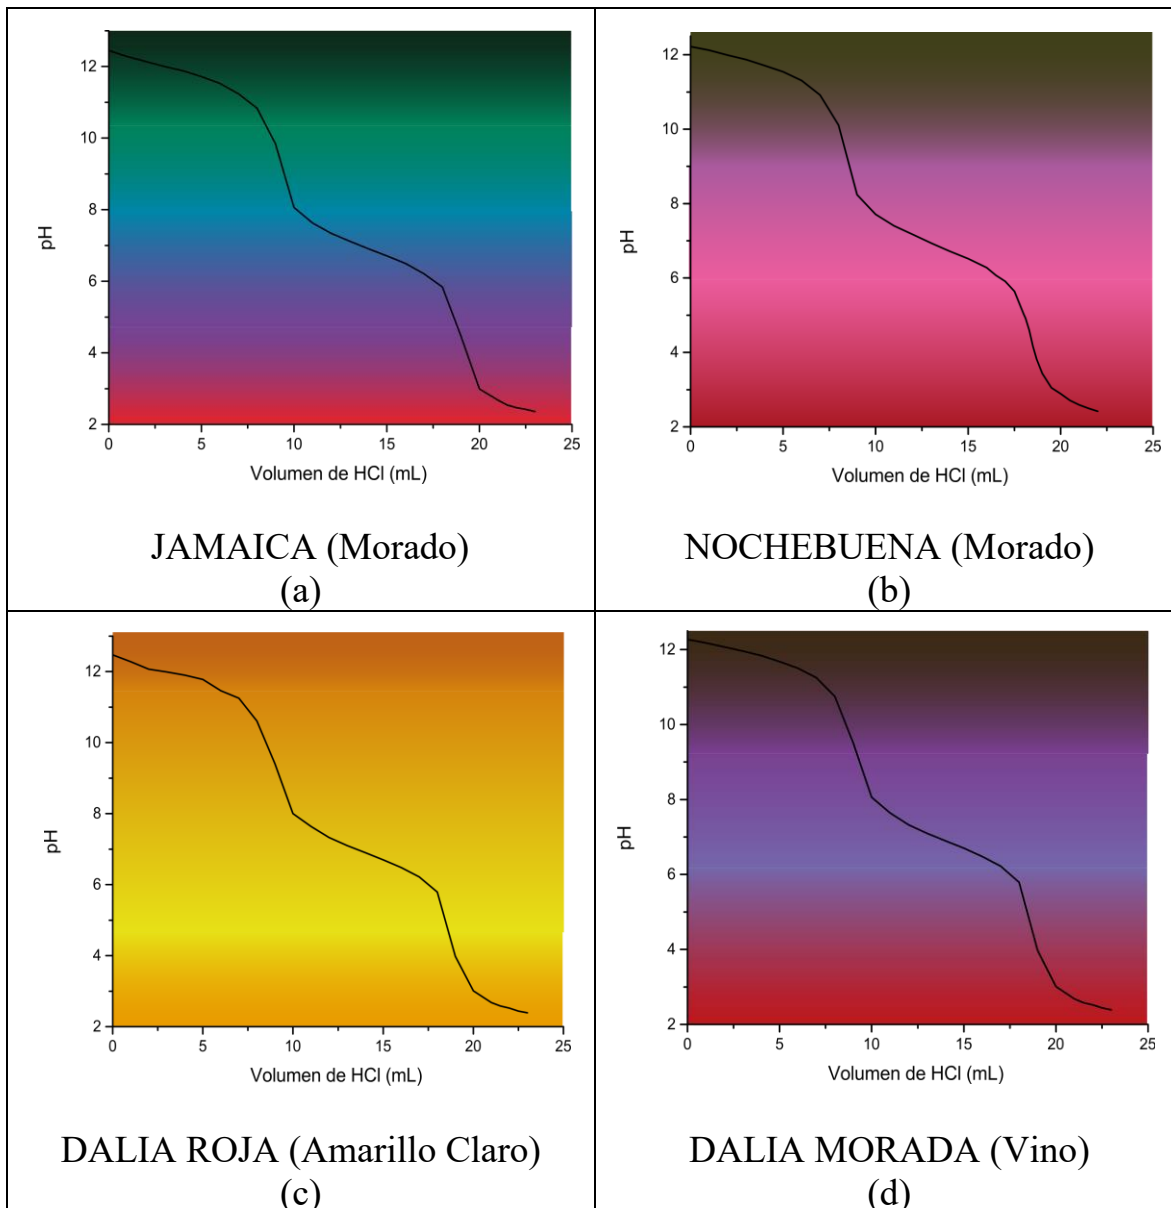 12
10
8
6
4
2
pH
0 5 10 15 20 25
Volumen de HCl (mL)
JAMAICA (Morado)
(a)
12
10
8
6
4
2
pH
0 5 10 15 20 25
Volumen de HCl (mL)
NOCHEBUENA (Morado)
(b)
12
10
8
6
4
2
pH
0 5 10 15 20 25
Volumen de HCl (mL)
DALIA ROJA (Amarillo Claro)
(c)
12
10
8
6
4
2
pH
0 5 10 15 20 25
Volumen de HCl (mL)
DALIA MORADA (Vino)
(d)